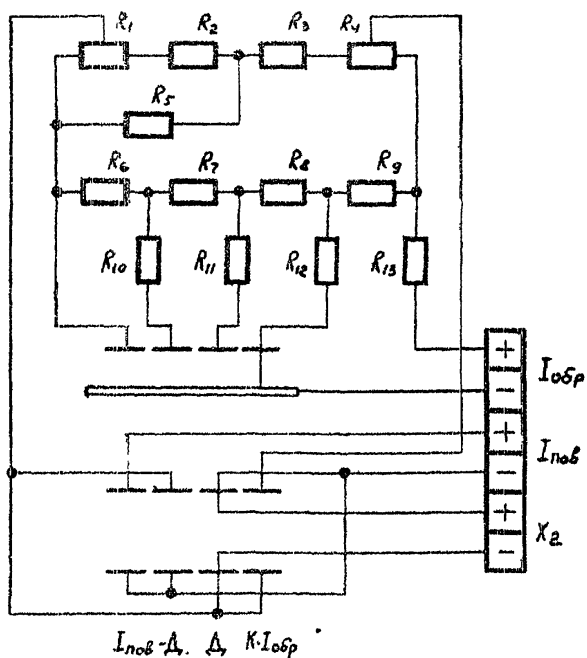 R1 R2 R3 R4
R5
R6 R7 R8 R9
R10 R11 R12 R13
+
Iобр
−
+
Iпов
−
+
X2
−
Iпов-Д. Д К·Iобр